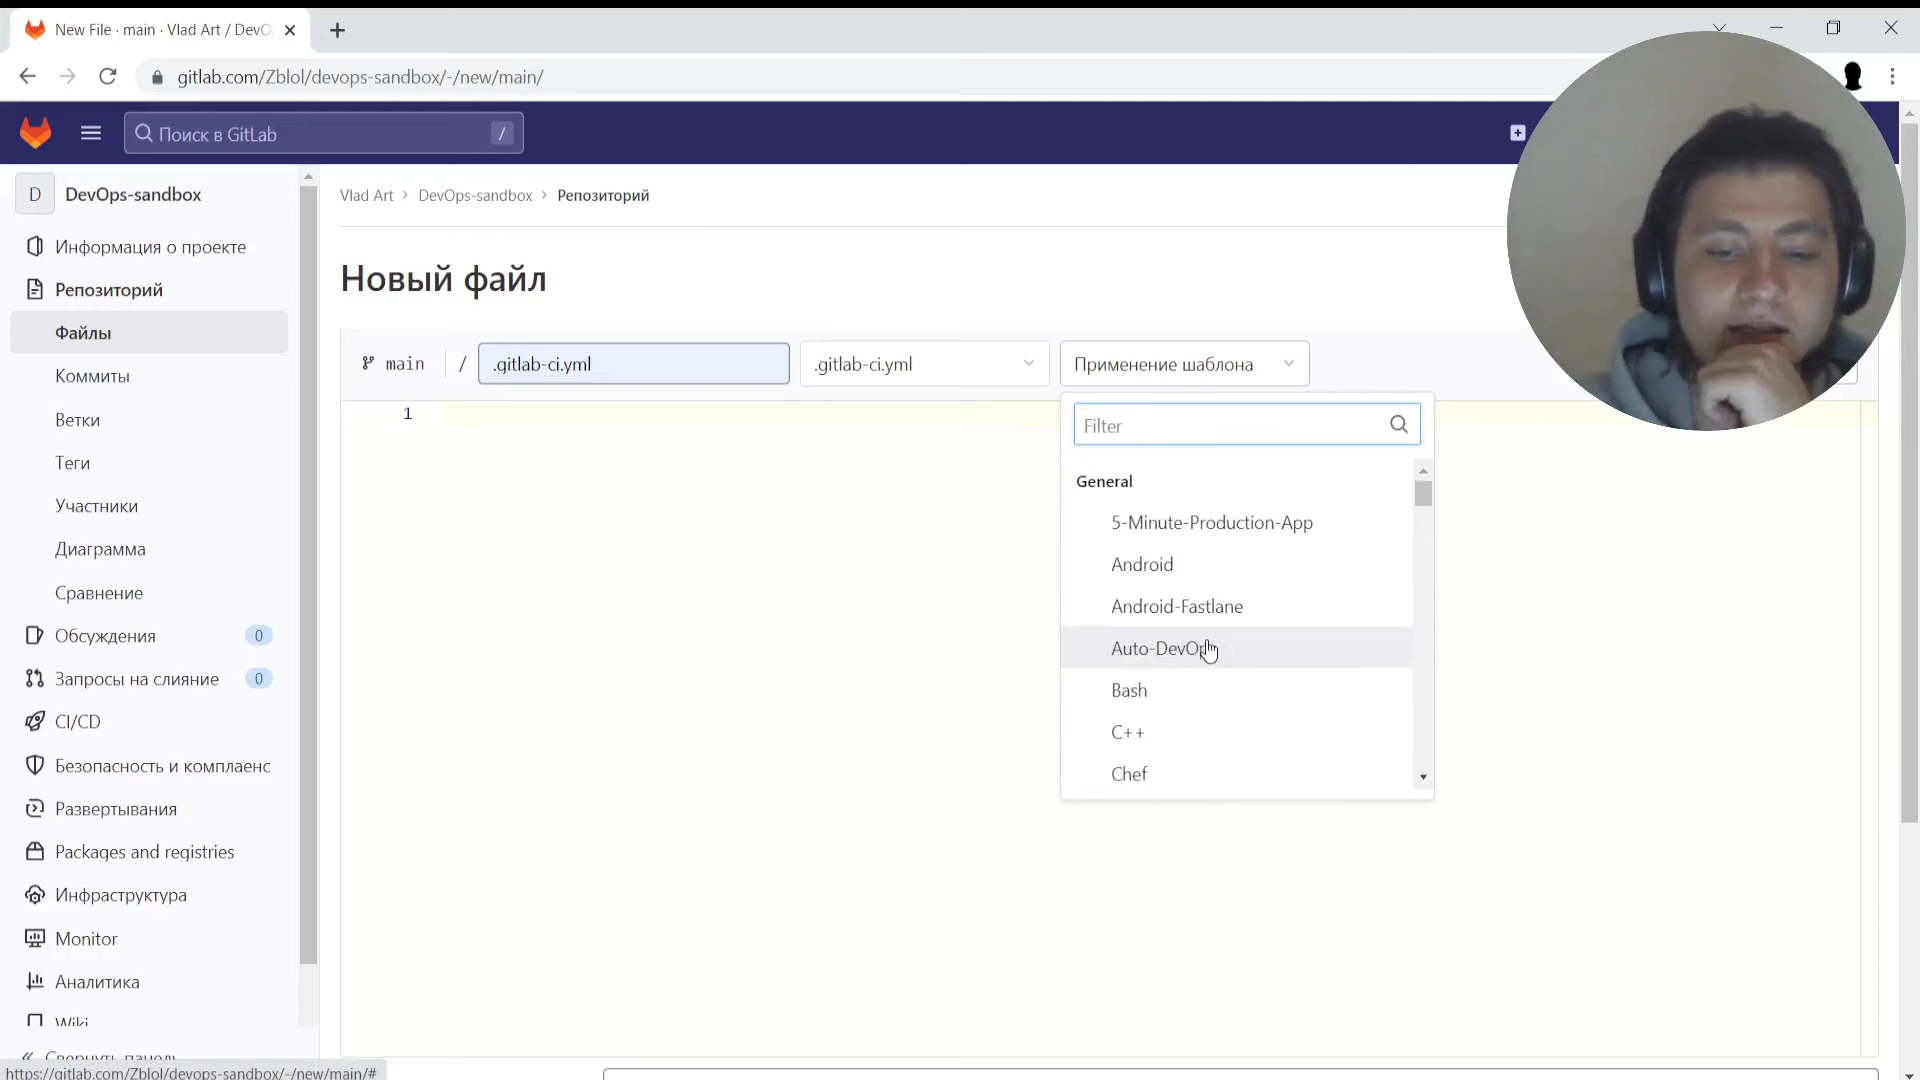 New File · main · Vlad Art / DevO
gitlab.com/Zblol/devops-sandbox/-/new/main/
Поиск в GitLab
/
D
DevOps-sandbox
Информация о проекте
Репозиторий
Файлы
Коммиты
Ветки
Теги
Участники
Диаграмма
Сравнение
Обсуждения 0
Запросы на слияние 0
CI/CD
Безопасность и комплаенс
Развертывания
Packages and registries
Инфраструктура
Monitor
Аналитика
Wiki
Свернуть панель
https://gitlab.com/Zblol/devops-sandbox/-/new/main/#
Vlad Art > DevOps-sandbox > Репозиторий
Новый файл
main / .gitlab-ci.yml .gitlab-ci.yml Применение шаблона
1
Filter
General
5-Minute-Production-App
Android
Android-Fastlane
Auto-DevOp
Bash
C++
Chef